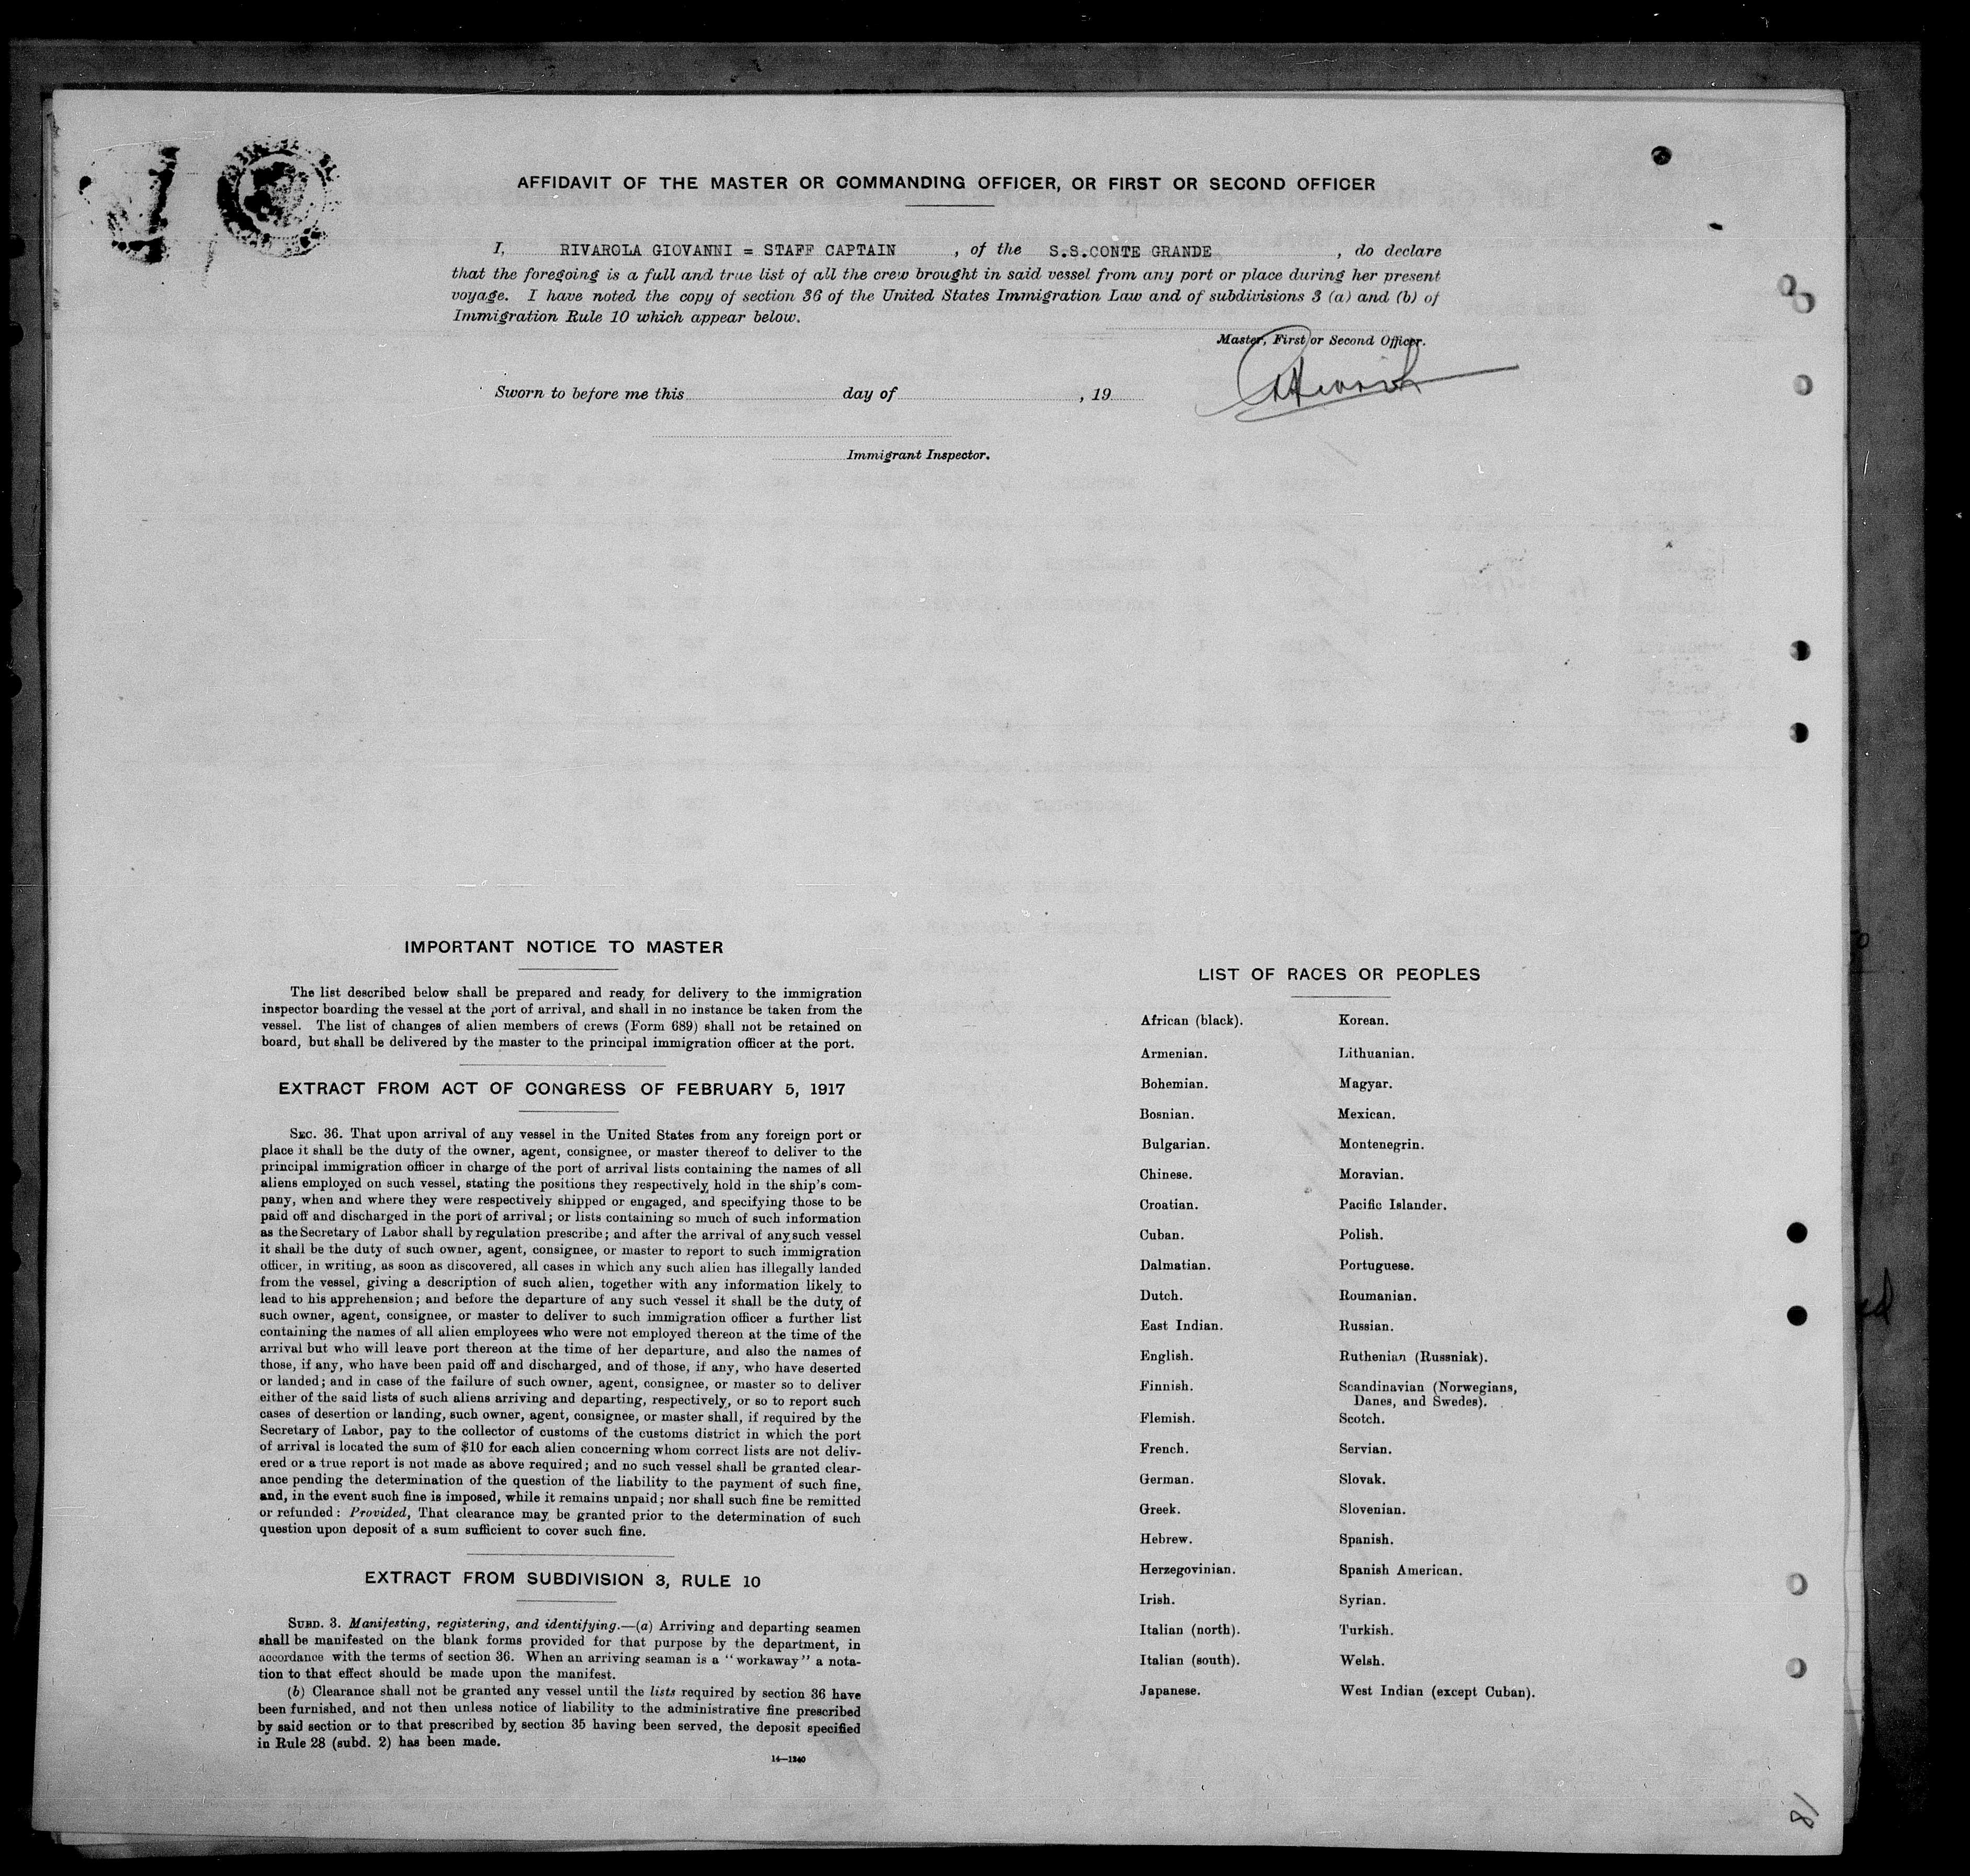 AFFIDAVIT OF THE MASTER OR COMMANDING OFFICER, OR FIRST OR SECOND OFFICER
I, RIVAROLA GIOVANNI = STAFF CAPTAIN , of the S.S.CONTE GRANDE , do declare
that the foregoing is a full and true list of all the crew brought in said vessel from any port or place during her present
voyage. I have noted the copy of section 36 of the United States Immigration Law and of subdivisions 3 (a) and (b) of
Immigration Rule 10 which appear below.
Master, First or Second Officer.
Sworn to before me this day of , 19
Immigrant Inspector.
IMPORTANT NOTICE TO MASTER
The list described below shall be prepared and ready for delivery to the immigration
inspector boarding the vessel at the port of arrival, and shall in no instance be taken from the
vessel. The list of changes of alien members of crews (Form 689) shall not be retained on
board, but shall be delivered by the master to the principal immigration officer at the port.
EXTRACT FROM ACT OF CONGRESS OF FEBRUARY 5, 1917
SEC. 36. That upon arrival of any vessel in the United States from any foreign port or
place it shall be the duty of the owner, agent, consignee, or master thereof to deliver to the
principal immigration officer in charge of the port of arrival lists containing the names of all
aliens employed on such vessel, stating the positions they respectively hold in the ship's com-
pany, when and where they were respectively shipped or engaged, and specifying those to be
paid off and discharged in the port of arrival; or lists containing so much of such information
as the Secretary of Labor shall by regulation prescribe; and after the arrival of any such vessel
it shall be the duty of such owner, agent, consignee, or master to report to such immigration
officer, in writing, as soon as discovered, all cases in which any such alien has illegally landed
from the vessel, giving a description of such alien, together with any information likely to
lead to his apprehension; and before the departure of any such vessel it shall be the duty of
such owner, agent, consignee, or master to deliver to such immigration officer a further list
containing the names of all alien employees who were not employed thereon at the time of the
arrival but who will leave port thereon at the time of her departure, and also the names of
those, if any, who have been paid off and discharged, and of those, if any, who have deserted
or landed; and in case of the failure of such owner, agent, consignee, or master so to deliver
either of the said lists of such aliens arriving and departing, respectively, or so to report such
cases of desertion or landing, such owner, agent, consignee, or master shall, if required by the
Secretary of Labor, pay to the collector of customs of the customs district in which the port
of arrival is located the sum of $10 for each alien concerning whom correct lists are not deliv-
ered or a true report is not made as above required; and no such vessel shall be granted clear-
ance pending the determination of the question of the liability to the payment of such fine,
and, in the event such fine is imposed, while it remains unpaid; nor shall such fine be remitted
or refunded: Provided, That clearance may be granted prior to the determination of such
question upon deposit of a sum sufficient to cover such fine.
EXTRACT FROM SUBDIVISION 3, RULE 10
SUBD. 3. Manifesting, registering, and identifying.—(a) Arriving and departing seamen
shall be manifested on the blank forms provided for that purpose by the department, in
accordance with the terms of section 36. When an arriving seaman is a "workaway" a nota-
tion to that effect should be made upon the manifest.
(b) Clearance shall not be granted any vessel until the lists required by section 36 have
been furnished, and not then unless notice of liability to the administrative fine prescribed
by said section or to that prescribed by section 35 having been served, the deposit specified
in Rule 28 (subd. 2) has been made.
14—1240
LIST OF RACES OR PEOPLES
African (black).
Armenian.
Bohemian.
Bosnian.
Bulgarian.
Chinese.
Croatian.
Cuban.
Dalmatian.
Dutch.
East Indian.
English.
Finnish.
Flemish.
French.
German.
Greek.
Hebrew.
Herzegovinian.
Irish.
Italian (north).
Italian (south).
Japanese.
Korean.
Lithuanian.
Magyar.
Mexican.
Montenegrin.
Moravian.
Pacific Islander.
Polish.
Portuguese.
Roumanian.
Russian.
Ruthenian (Russniak).
Scandinavian (Norwegians,
Danes, and Swedes).
Scotch.
Servian.
Slovak.
Slovenian.
Spanish.
Spanish American.
Syrian.
Turkish.
Welsh.
West Indian (except Cuban).
81